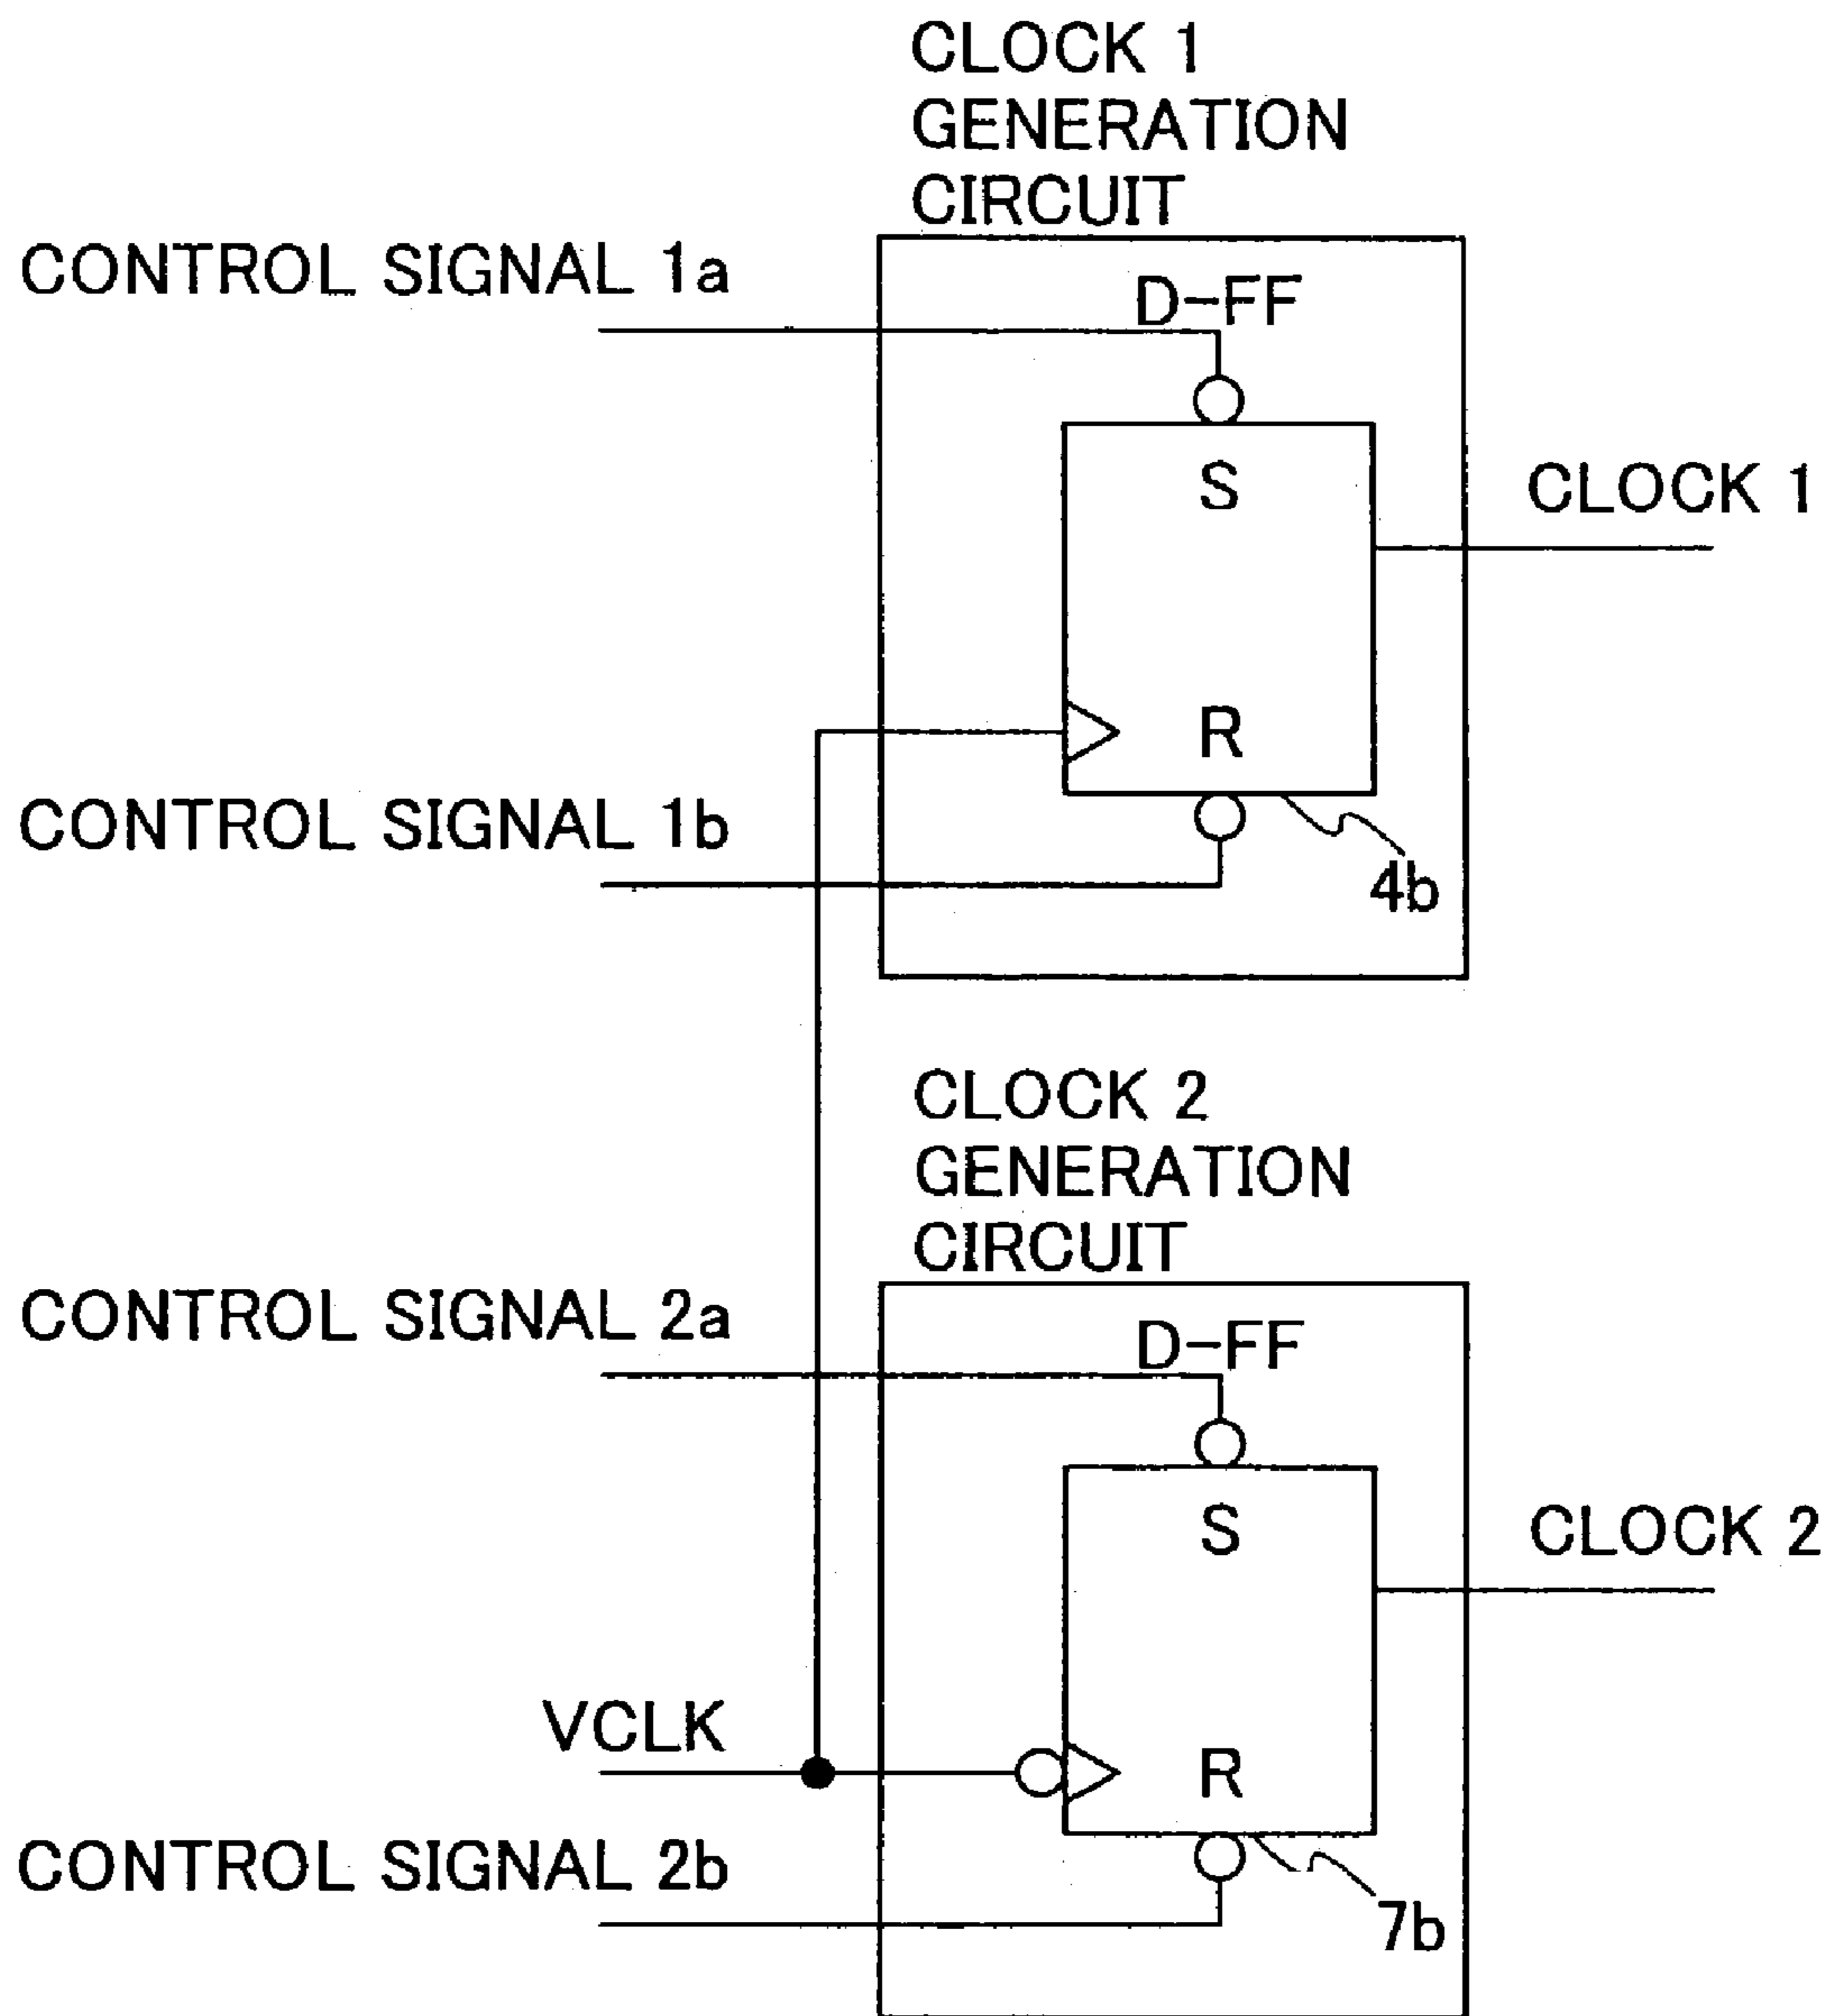 CLOCK 1
GENERATION
CIRCUIT
CONTROL SIGNAL 1a
D-FF
S
CLOCK 1
R
CONTROL SIGNAL 1b
4b
CLOCK 2
GENERATION
CIRCUIT
CONTROL SIGNAL 2a
D-FF
S
CLOCK 2
VCLK
R
CONTROL SIGNAL 2b
7b